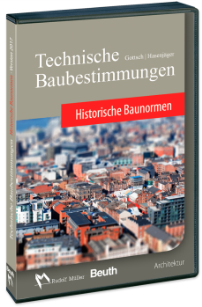 Technische
Baubestimmungen
Gottsch | Hasenjäger
Historische Baunormen
Rudolf Müller
Beuth
Architektur